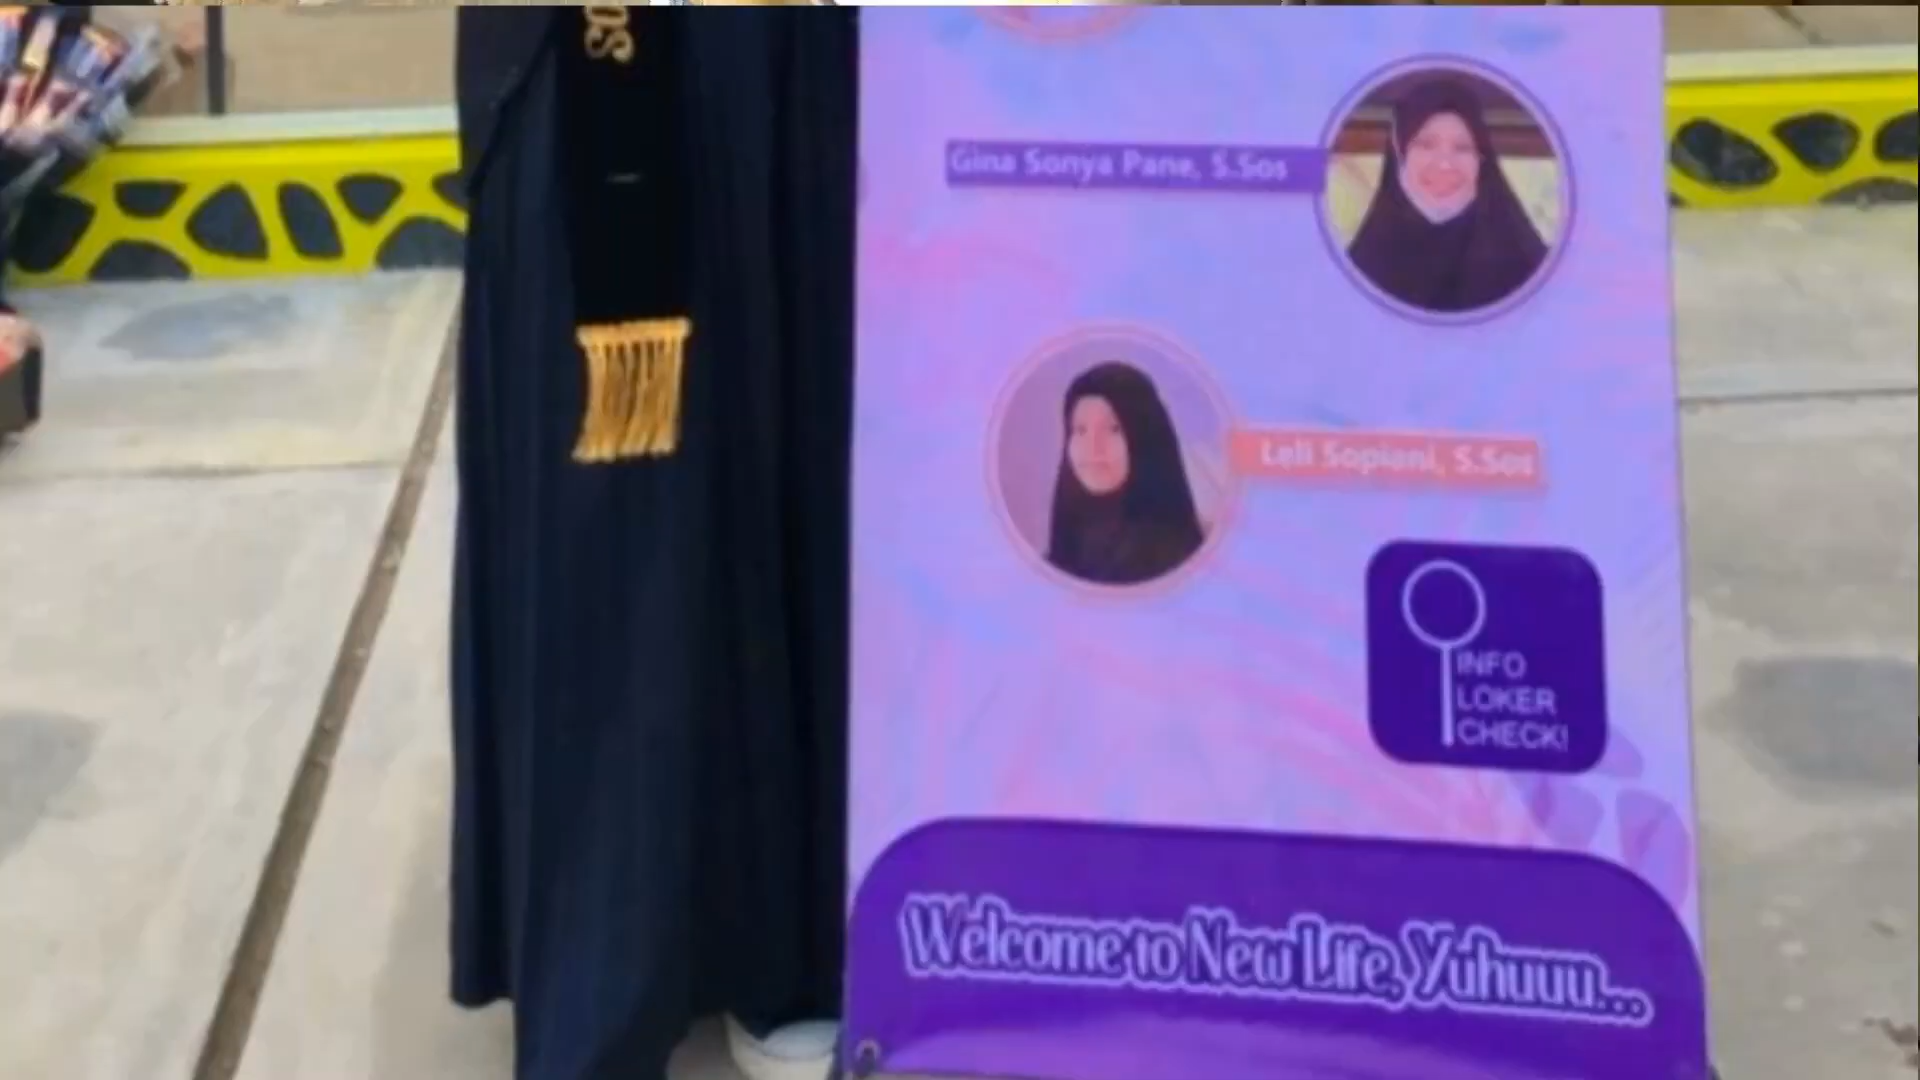 Gina Sonya Pane, S.Sos
Leli Sopiani, S.Sos
INFO
LOKER
CHECK!
Welcome to New Life, Yuhuuu...